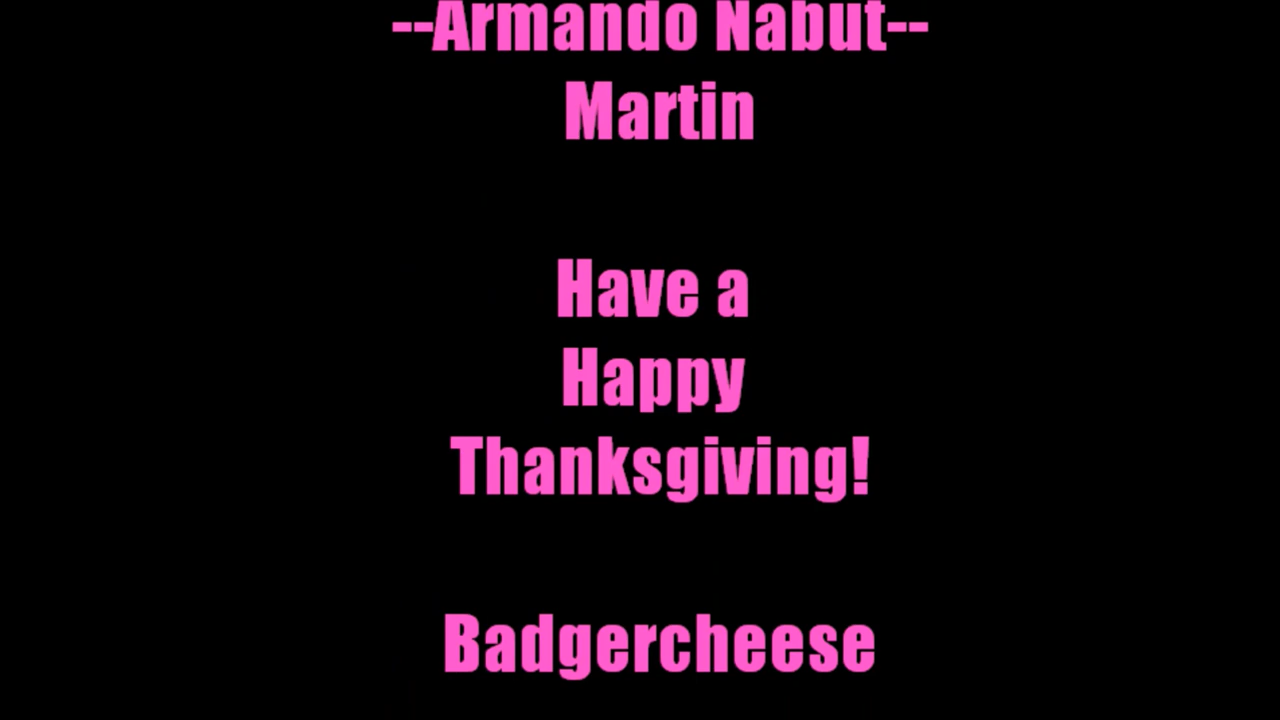 --Armando Nabut--
Martin
Have a
Happy
Thanksgiving!
Badgercheese